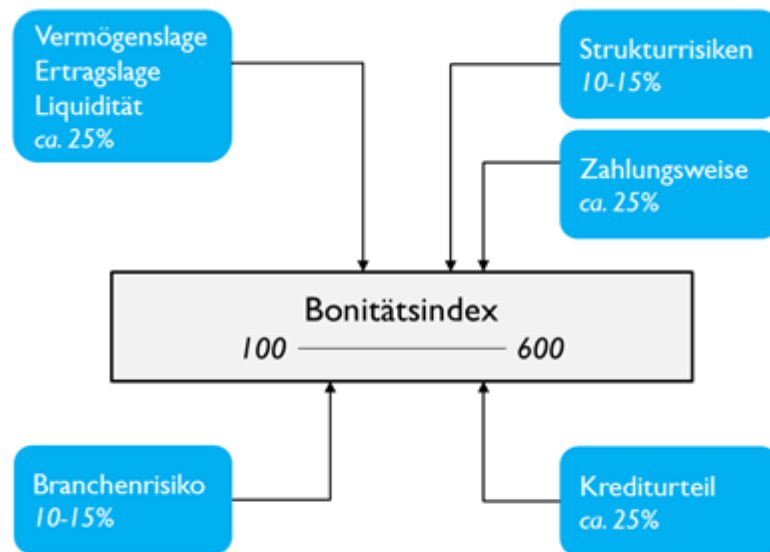 Vermögenslage
Ertragslage
Liquidität
ca. 25%
Strukturrisiken
10-15%
Zahlungsweise
ca. 25%
Bonitätsindex
100 600
Branchenrisiko
10-15%
Krediturteil
ca. 25%